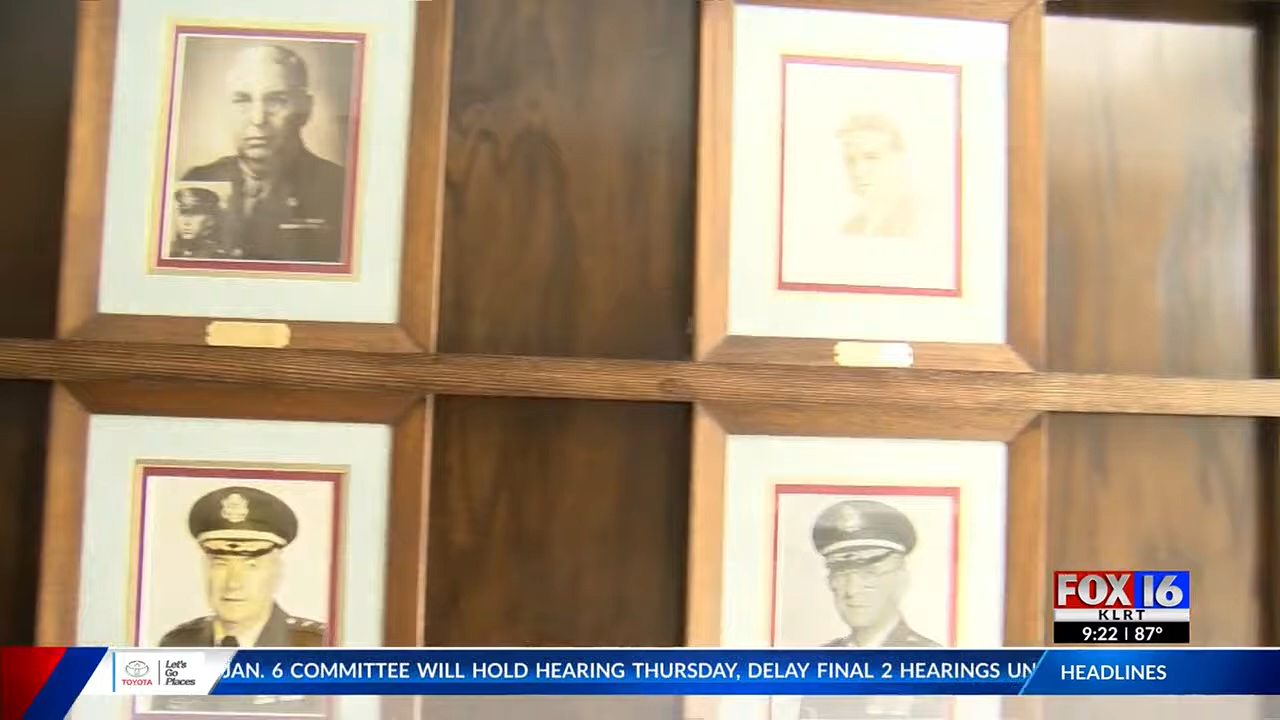 FOX 16
KLRT
9:22 | 87°
TOYOTA
Let's
Go
Places
JAN. 6 COMMITTEE WILL HOLD HEARING THURSDAY, DELAY FINAL 2 HEARINGS
HEADLINES